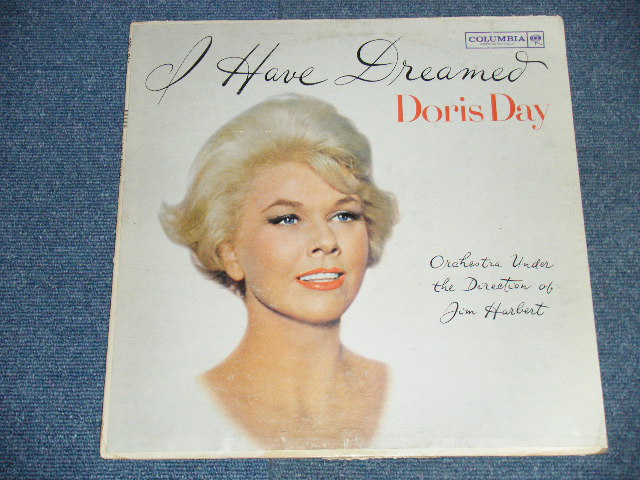 COLUMBIA
I Have Dreamed
Doris Day
Orchestra Under
the Direction of
Jim Harbert